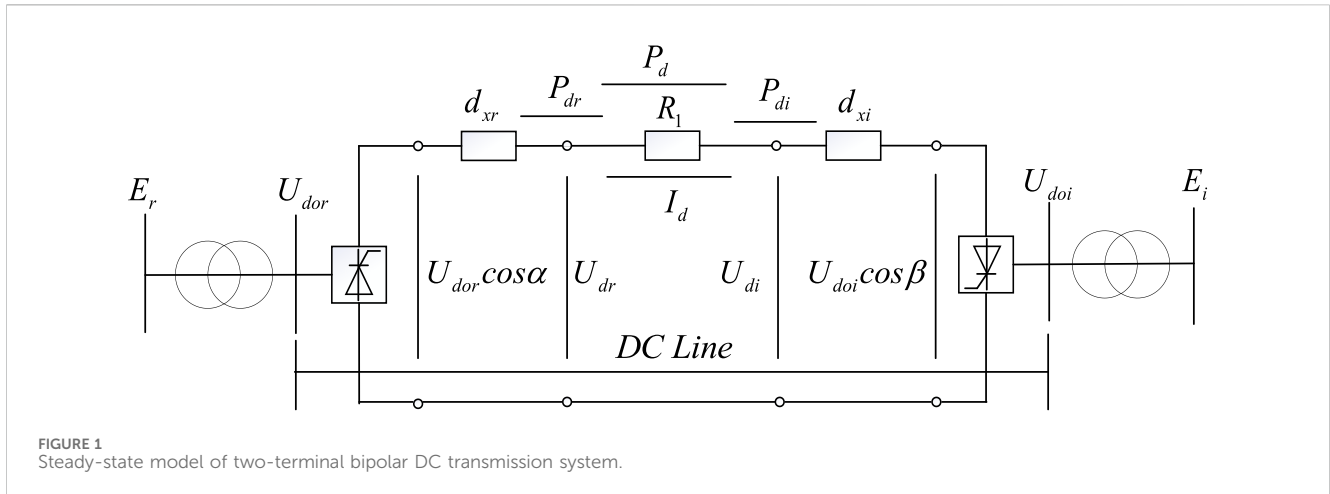 P_d
P_dr
P_di
d_xr
R_1
d_xi
E_r
U_dor
I_d
U_doi
E_i
U_dor cosα
U_dr
U_di
U_doi cosβ
DC Line
FIGURE 1
Steady-state model of two-terminal bipolar DC transmission system.